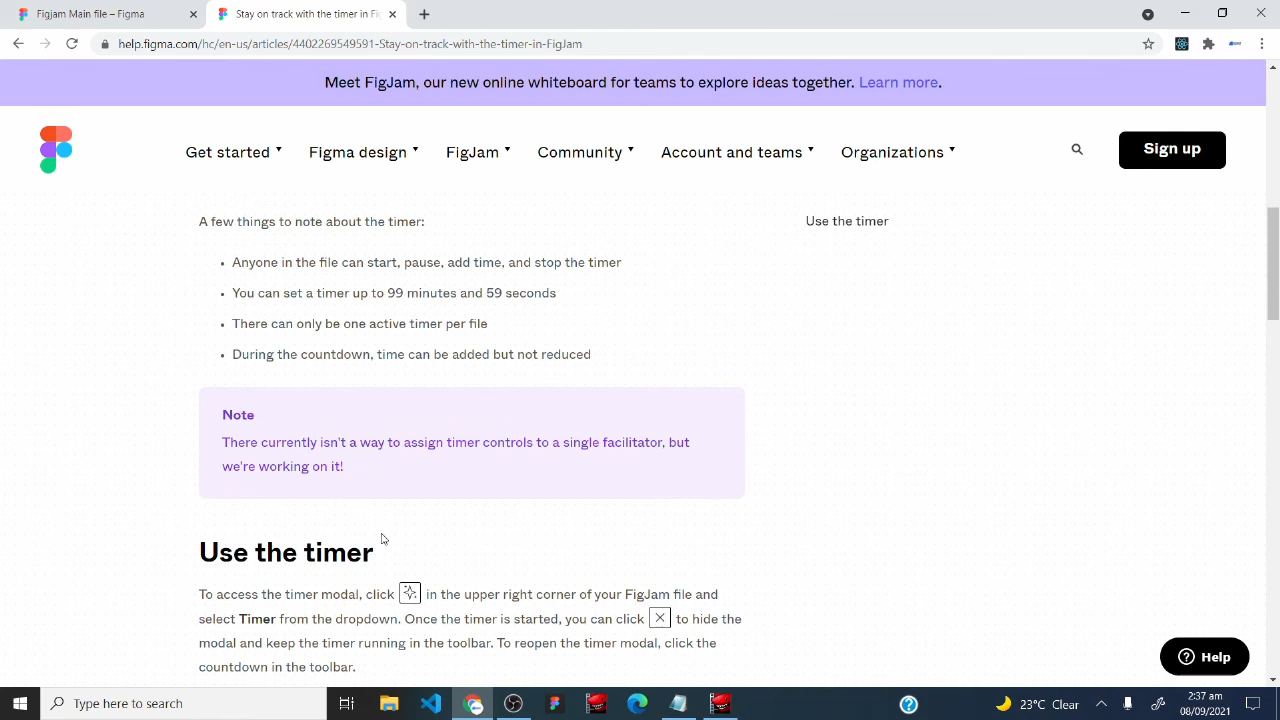 Figjam Main file – Figma
Stay on track with the timer in Fi
help.figma.com/hc/en-us/articles/4402269549591-Stay-on-track-with-the-timer-in-FigJam
Meet FigJam, our new online whiteboard for teams to explore ideas together. Learn more.
Get started
Figma design
FigJam
Community
Account and teams
Organizations
Sign up
A few things to note about the timer:
Use the timer
• Anyone in the file can start, pause, add time, and stop the timer
• You can set a timer up to 99 minutes and 59 seconds
• There can only be one active timer per file
• During the countdown, time can be added but not reduced
Note
There currently isn't a way to assign timer controls to a single facilitator, but
we're working on it!
Use the timer
To access the timer modal, click in the upper right corner of your FigJam file and
select Timer from the dropdown. Once the timer is started, you can click to hide the
modal and keep the timer running in the toolbar. To reopen the timer modal, click the
countdown in the toolbar.
Help
Type here to search
23°C Clear
2:37 am
08/09/2021